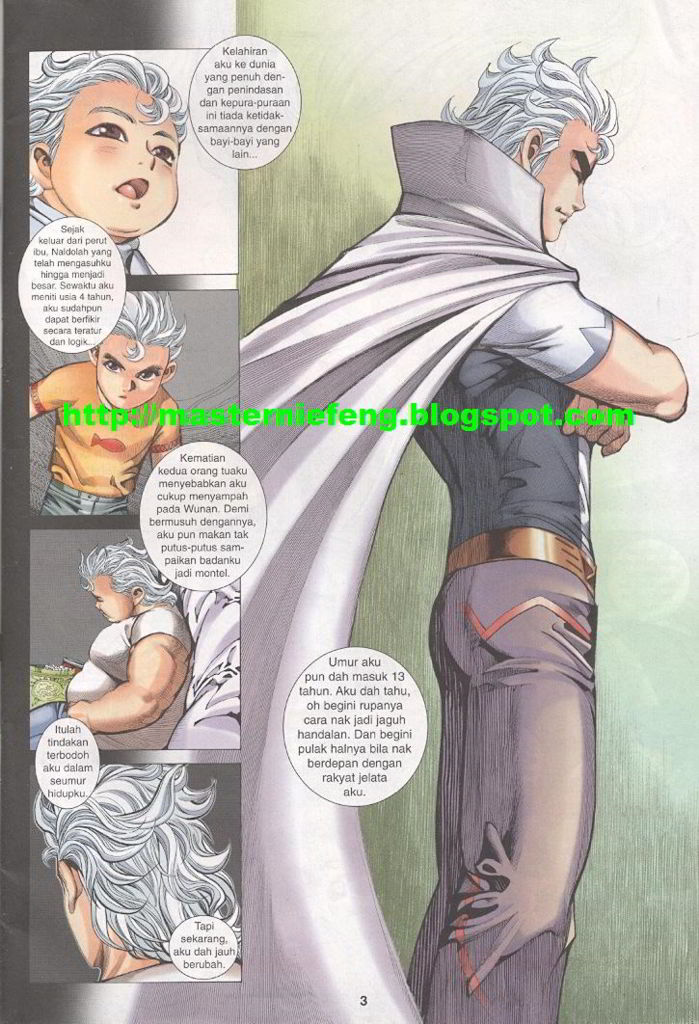 Kelahiran
aku ke dunia
yang penuh den-
gan penindasan
dan kepura-puraan
ini tiada ketidak-
samaannya dengan
bayi-bayi yang
lain...
Sejak
keluar dari perut
ibu, Naldolah yang
telah mengasuhku
hingga menjadi
besar. Sewaktu aku
meniti usia 4 tahun,
aku sudahpun
dapat berfikir
secara teratur
dan logik...
http://masterniefeng.blogspot.com
Kematian
kedua orang tuaku
menyebabkan aku
cukup menyampah
pada Wunan. Demi
bermusuh dengannya,
aku pun makan tak
putus-putus sam-
paikan badanku
jadi montel.
Itulah
tindakan
terbodoh
aku dalam
seumur
hidupku.
Tapi
sekarang,
aku dah jauh
berubah.
Umur aku
pun dah masuk 13
tahun. Aku dah tahu,
oh begini rupanya
cara nak jadi jaguh
handalan. Dan begini
pulak halnya bila nak
berdepan dengan
rakyat jelata
aku.
3